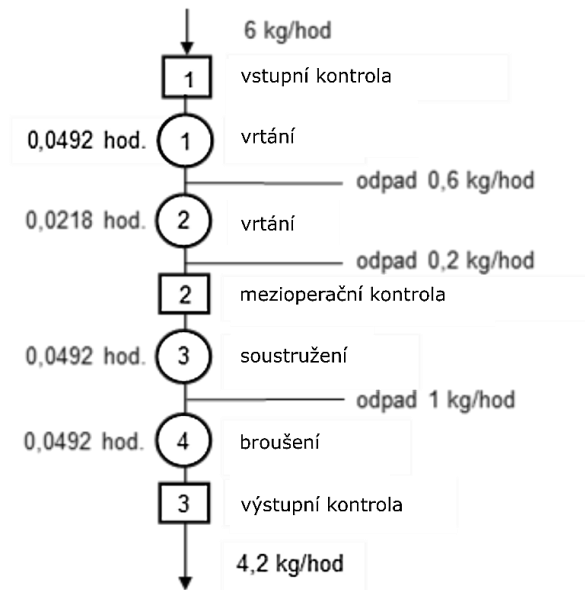 6 kg/hod
1 vstupní kontrola
0,0492 hod. 1 vrtání
odpad 0,6 kg/hod
0,0218 hod. 2 vrtání
odpad 0,2 kg/hod
2 mezioperační kontrola
0,0492 hod. 3 soustružení
odpad 1 kg/hod
0,0492 hod. 4 broušení
3 výstupní kontrola
4,2 kg/hod